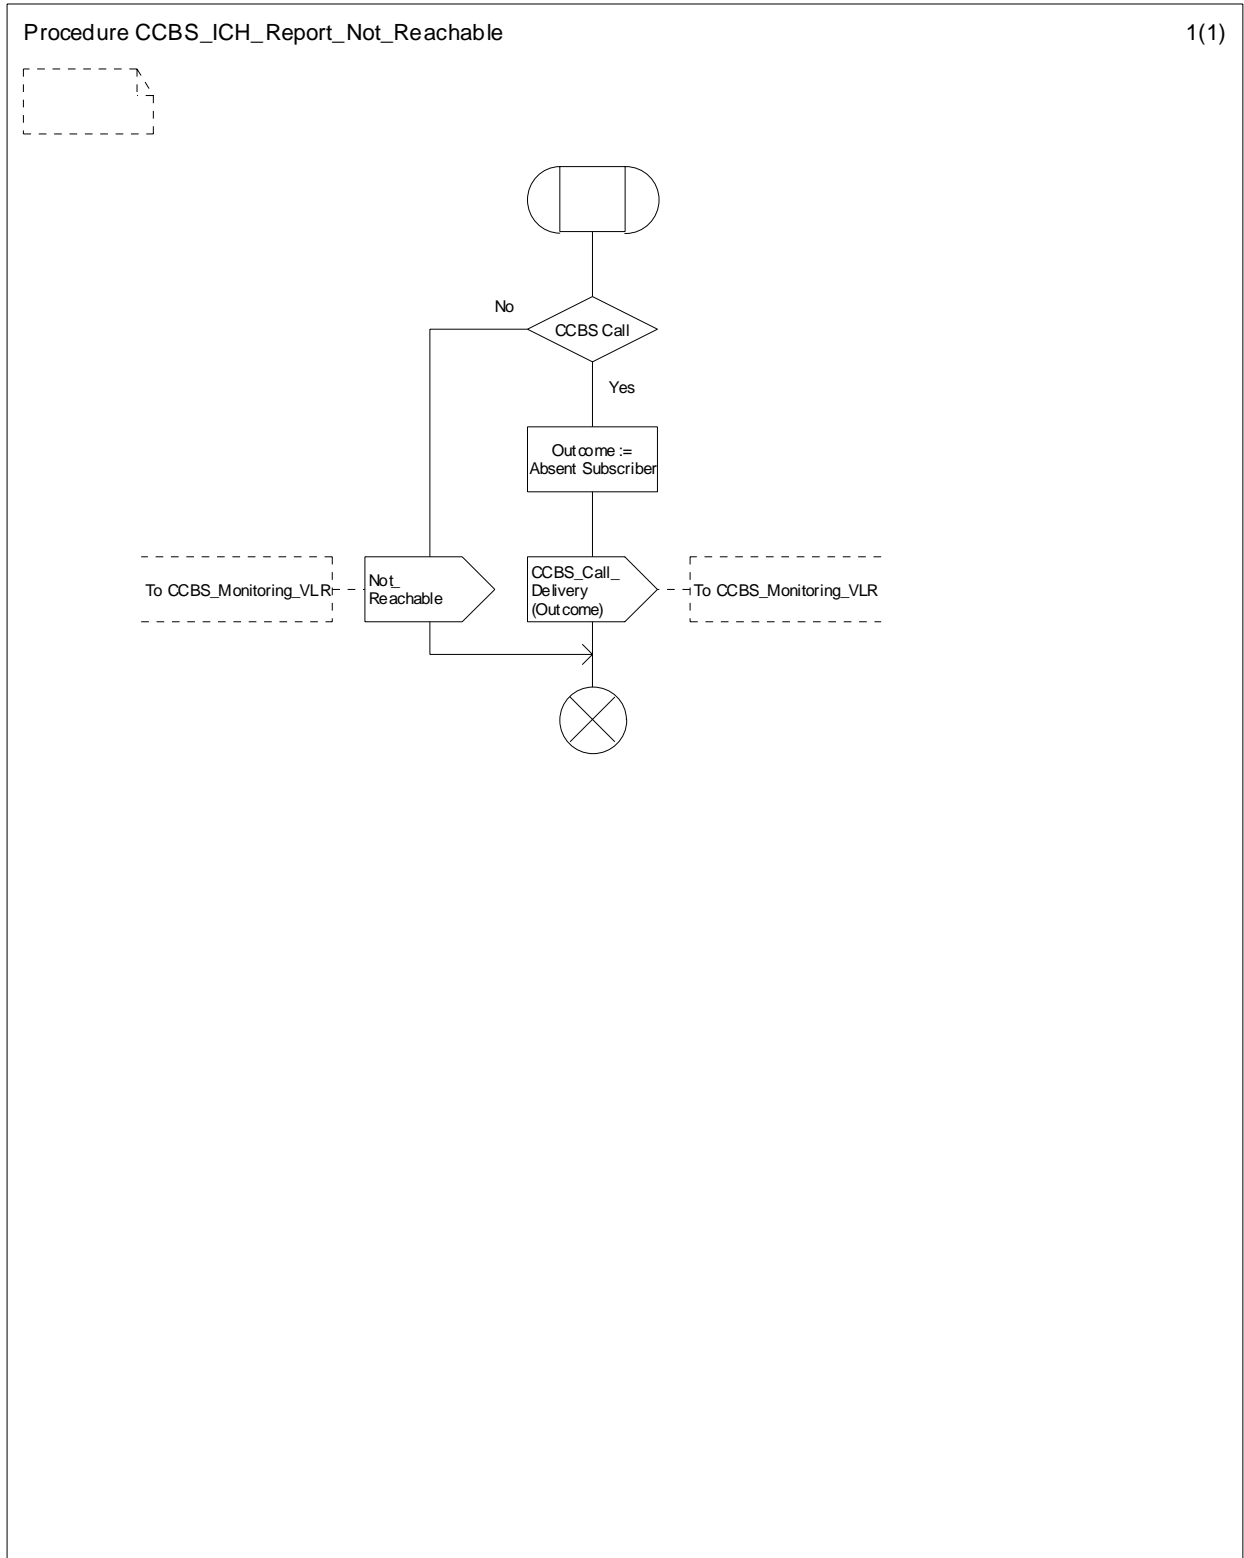 Procedure CCBS_ICH_Report_Not_Reachable
1(1)
No
CCBS Call
Yes
Outcome :=
Absent Subscriber
To CCBS_Monitoring_VLR
Not_
Reachable
CCBS_Call_
Delivery
(Outcome)
To CCBS_Monitoring_VLR